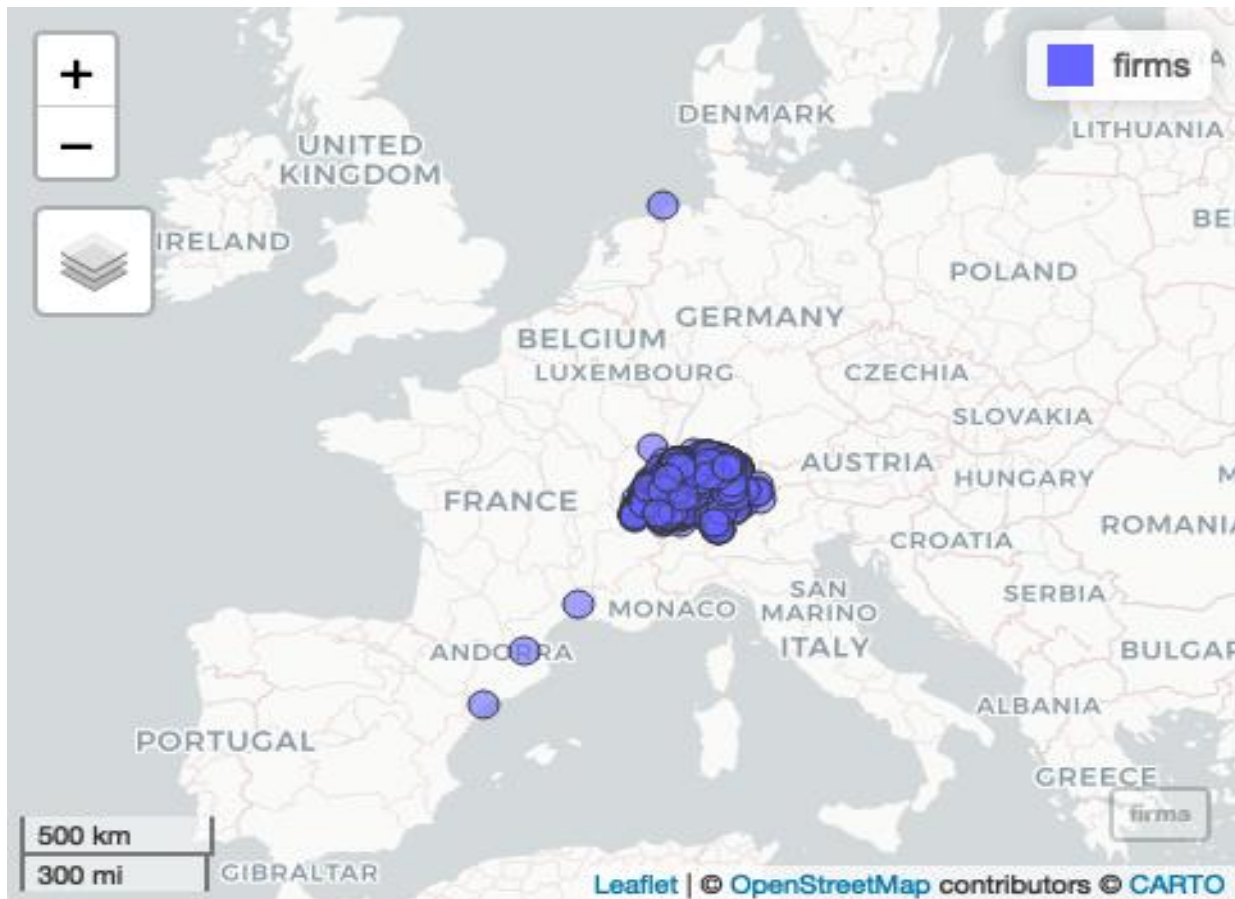 +
firms
DENMARK
LITHUANIA
−
UNITED
KINGDOM
IRELAND
POLAND
GERMANY
BELGIUM
LUXEMBOURG
CZECHIA
SLOVAKIA
AUSTRIA
HUNGARY
FRANCE
ROMANIA
CROATIA
SERBIA
MONACO
SAN
MARINO
ITALY
ANDORRA
BULGAR
ALBANIA
PORTUGAL
GREECE
firms
500 km
300 mi
GIBRALTAR
Leaflet | © OpenStreetMap contributors © CARTO